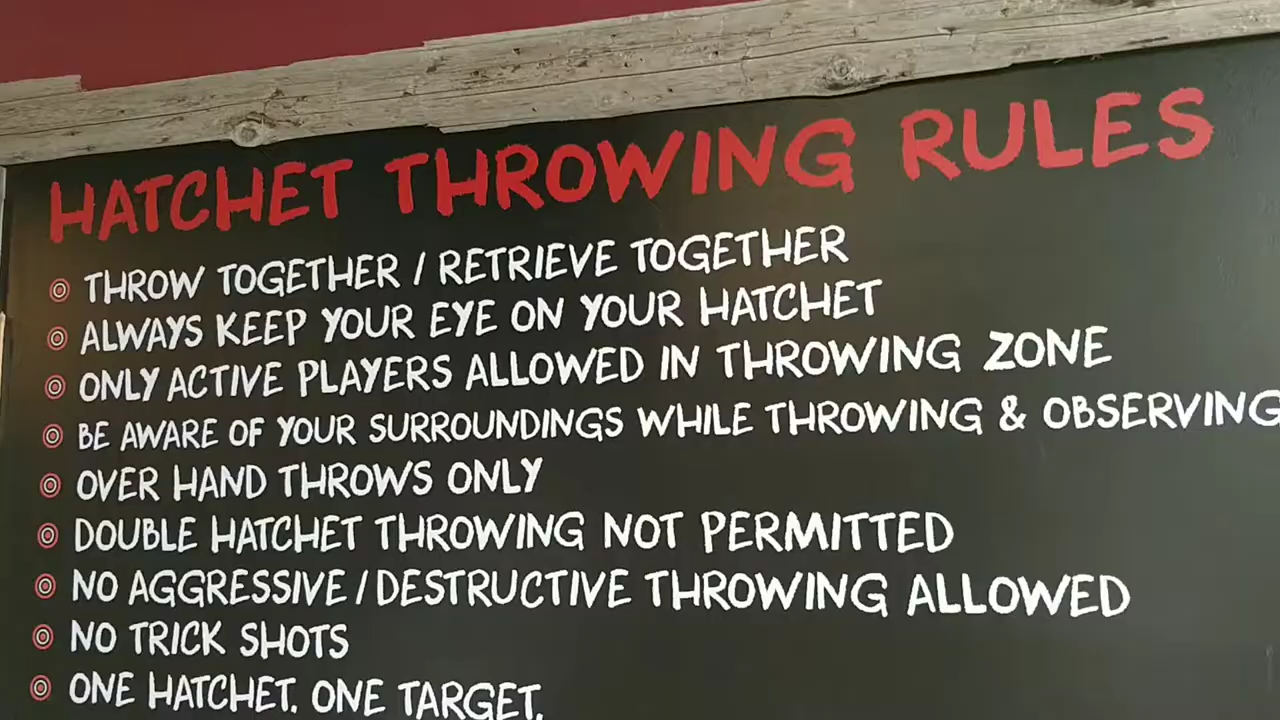 HATCHET THROWING RULES
THROW TOGETHER / RETRIEVE TOGETHER
ALWAYS KEEP YOUR EYE ON YOUR HATCHET
ONLY ACTIVE PLAYERS ALLOWED IN THROWING ZONE
BE AWARE OF YOUR SURROUNDINGS WHILE THROWING & OBSERVING
OVER HAND THROWS ONLY
DOUBLE HATCHET THROWING NOT PERMITTED
NO AGGRESSIVE / DESTRUCTIVE THROWING ALLOWED
NO TRICK SHOTS
ONE HATCHET. ONE TARGET.